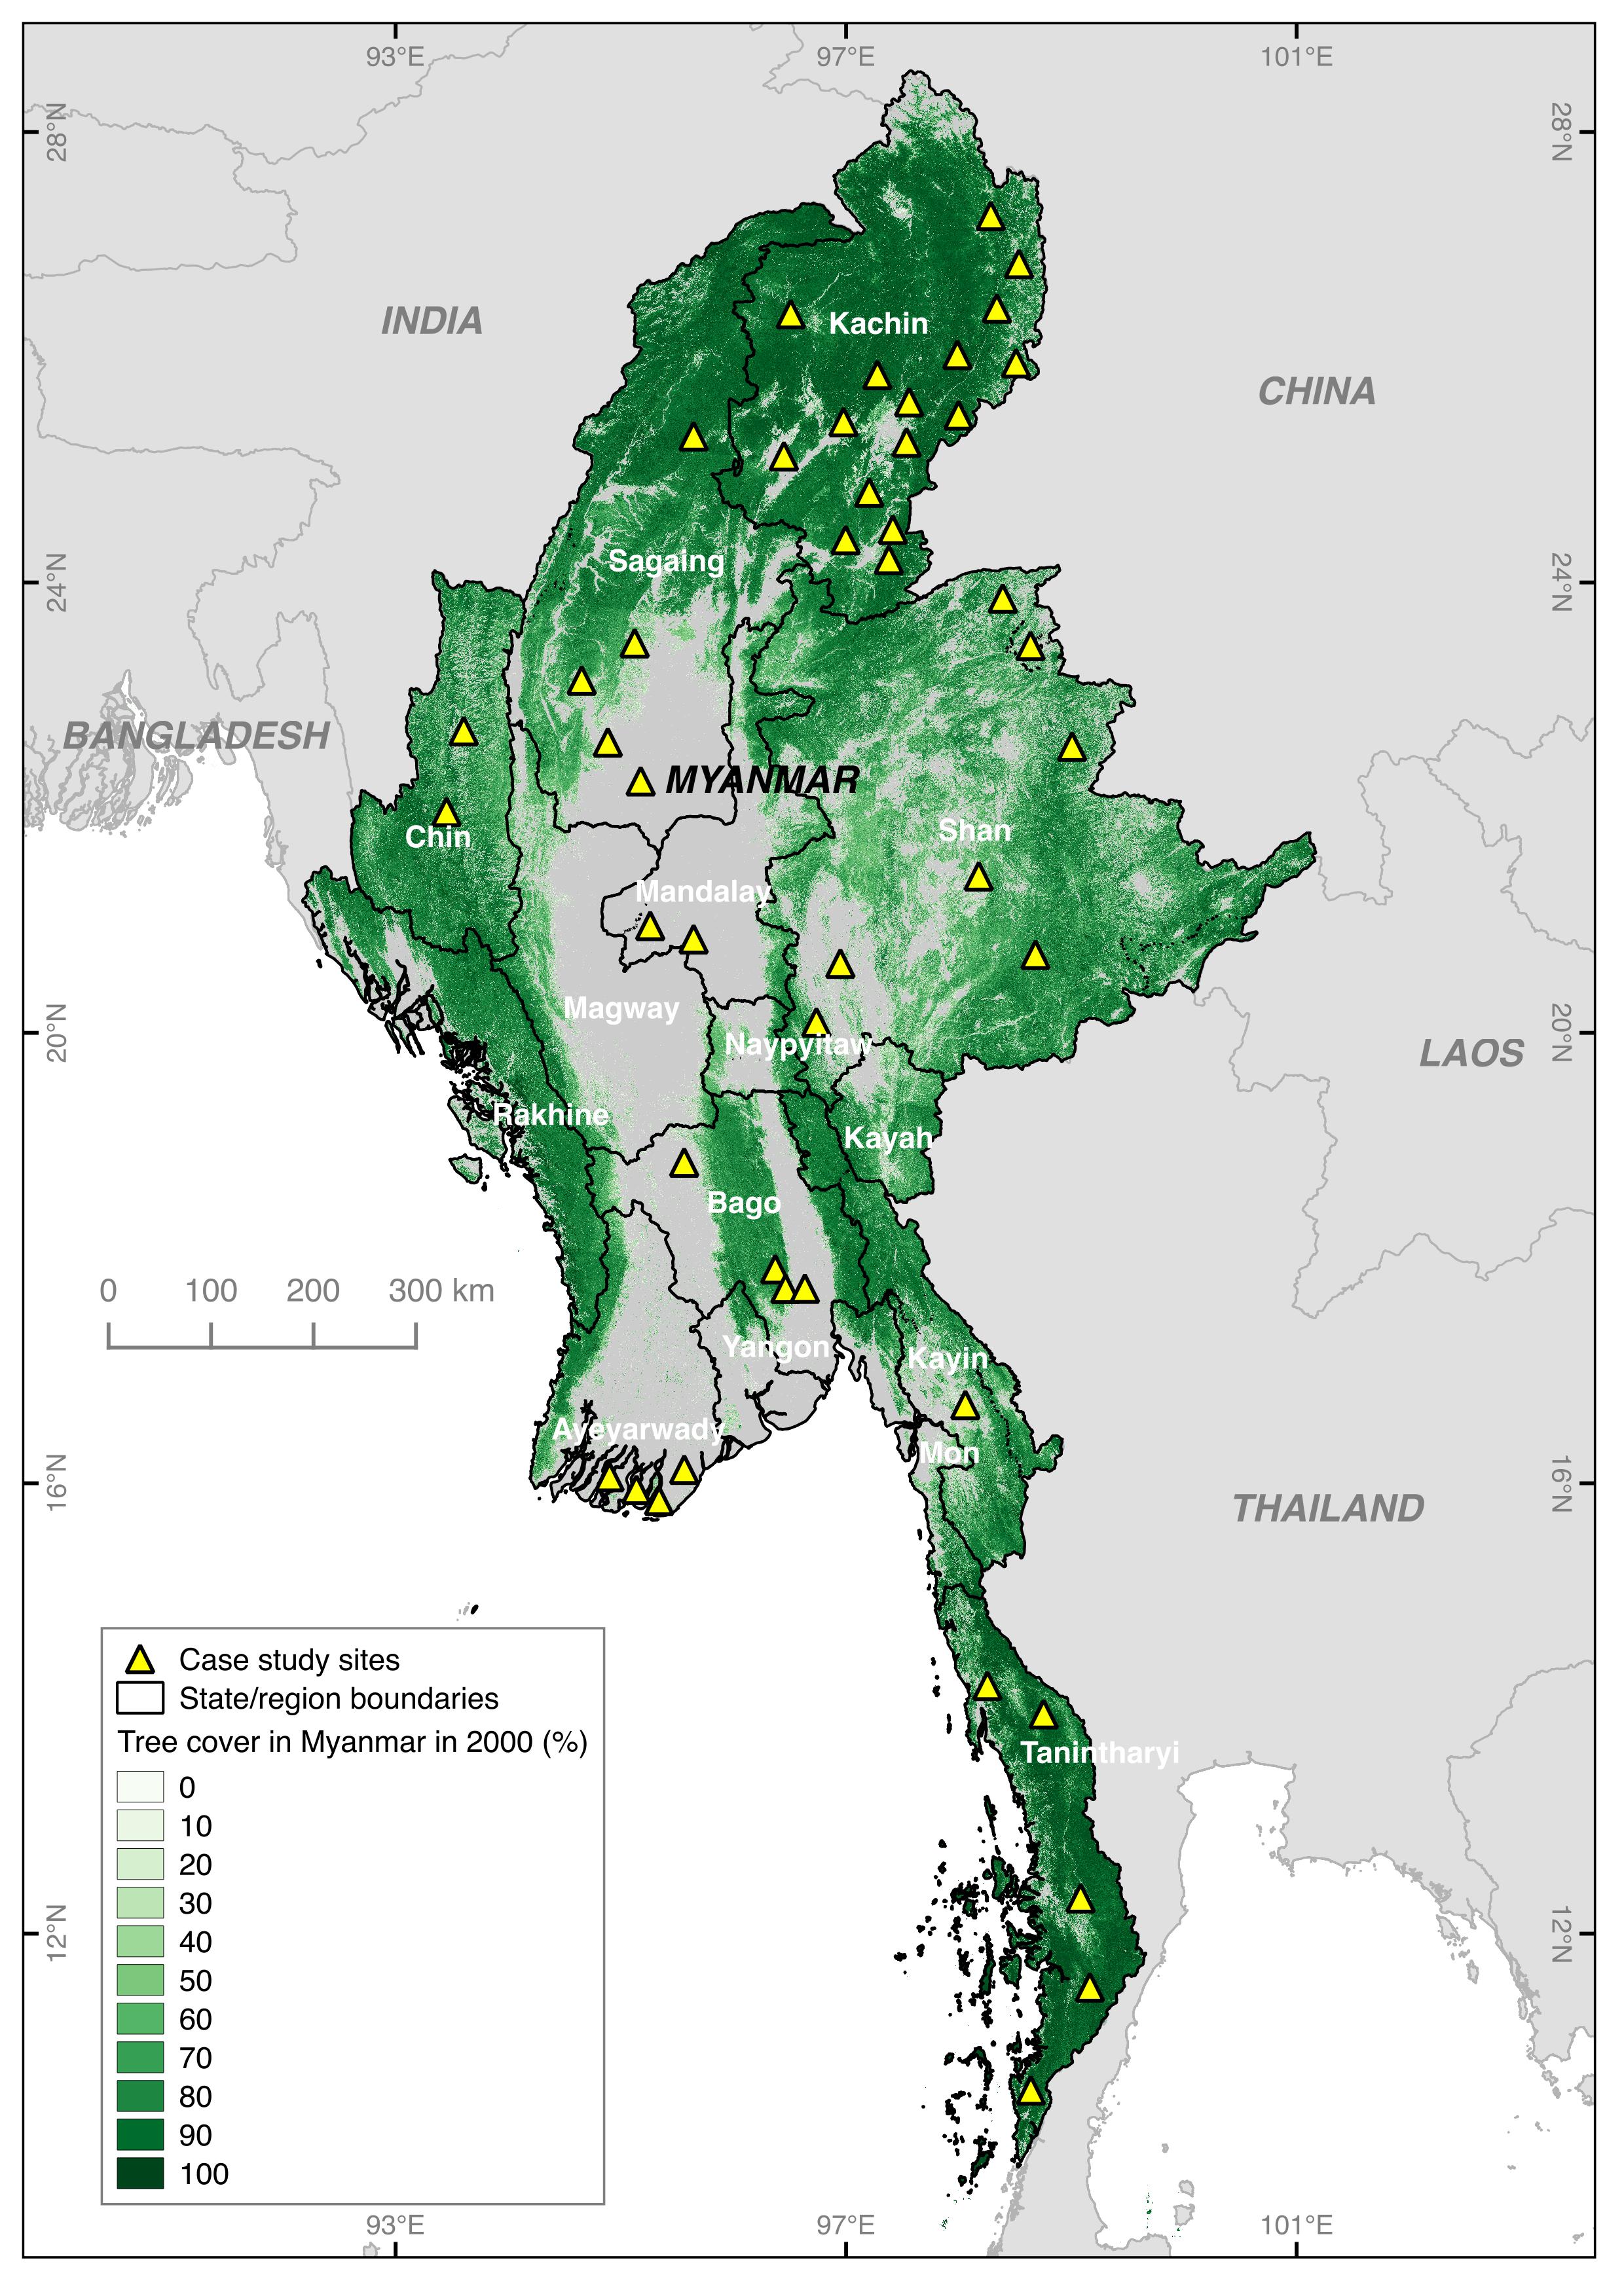 93°E 97°E 101°E
28°N 28°N
INDIA
Kachin
CHINA
Sagaing
24°N 24°N
BANGLADESH
MYANMAR
Chin
Shan
Mandalay
Magway
Naypyitaw
20°N 20°N
LAOS
Rakhine
Kayah
Bago
0 100 200 300 km
Yangon
Kayin
Ayeyarwady
Mon
16°N 16°N
THAILAND
Case study sites
State/region boundaries
Tree cover in Myanmar in 2000 (%)
Tanintharyi
0
10
20
30
40
50
60
70
80
90
100
12°N 12°N
93°E 97°E 101°E